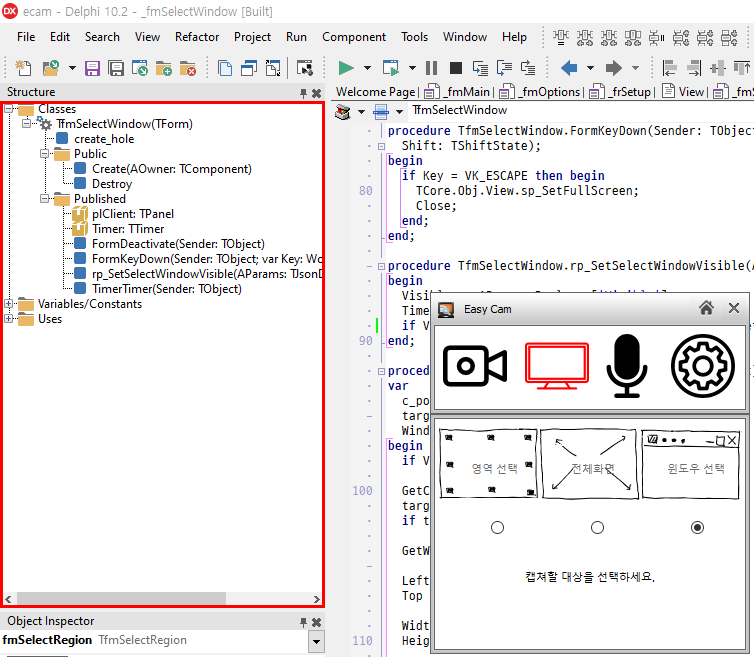 ecam - Delphi 10.2 - _fmSelectWindow [Built]
File Edit Search View Refactor Project Run Component Tools Window Help
Structure
Classes
TfmSelectWindow(TForm)
create_hole
Public
Create(AOwner: TComponent)
Destroy
Published
plClient: TPanel
Timer: TTimer
FormDeactivate(Sender: TObject)
FormKeyDown(Sender: TObject; var Key: Wo
rp_SetSelectWindowVisible(AParams: TJsonD
TimerTimer(Sender: TObject)
Variables/Constants
Uses
Object Inspector
fmSelectRegion TfmSelectRegion
Welcome Page _fmMain _fmOptions _frSetup View _fmS
TfmSelectWindow
procedure TfmSelectWindow.FormKeyDown(Sender: TObje
Shift: TShiftState);
begin
if Key = VK_ESCAPE then begin
80 TCore.Obj.View.sp_SetFullScreen;
Close;
end;
end;
procedure TfmSelectWindow.rp_SetSelectWindowVisible(A
begin
Visible
Time
if V
90 end;
proced
var
c_po
targ
Wind
begin
if V
100 GetC
targ
if t
GetW
Left
Top
Widt
110 Heig
Easy Cam
영역 선택 전체화면 윈도우 선택
캡쳐할 대상을 선택하세요.